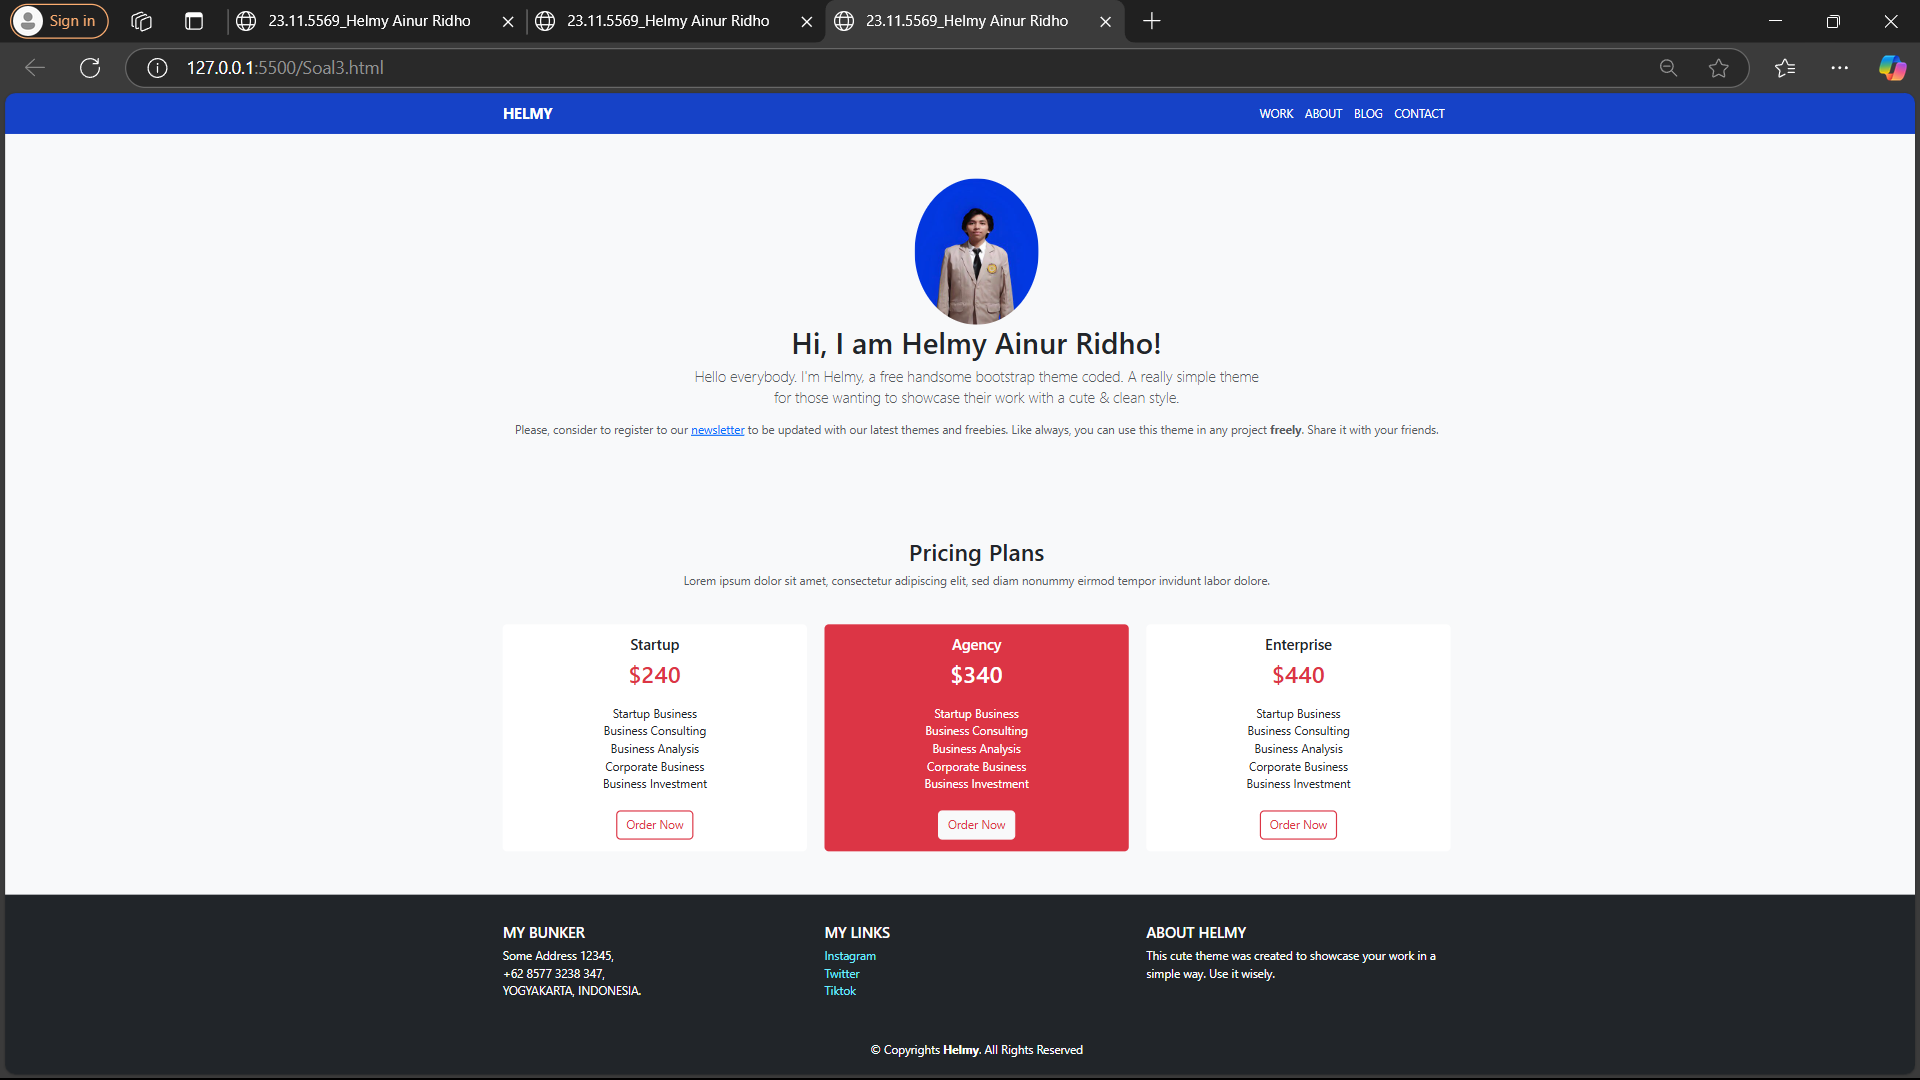 Sign in
23.11.5569_Helmy Ainur Ridho
23.11.5569_Helmy Ainur Ridho
23.11.5569_Helmy Ainur Ridho
127.0.0.1:5500/Soal3.html
HELMY
WORK ABOUT BLOG CONTACT
Hi, I am Helmy Ainur Ridho!
Hello everybody. I'm Helmy, a free handsome bootstrap theme coded. A really simple theme
for those wanting to showcase their work with a cute & clean style.
Please, consider to register to our newsletter to be updated with our latest themes and freebies. Like always, you can use this theme in any project freely. Share it with your friends.
Pricing Plans
Lorem ipsum dolor sit amet, consectetur adipiscing elit, sed diam nonummy eirmod tempor invidunt labor dolore.
Startup
$240
Startup Business
Business Consulting
Business Analysis
Corporate Business
Business Investment
Order Now
Agency
$340
Startup Business
Business Consulting
Business Analysis
Corporate Business
Business Investment
Order Now
Enterprise
$440
Startup Business
Business Consulting
Business Analysis
Corporate Business
Business Investment
Order Now
MY BUNKER
Some Address 12345,
+62 8577 3238 347,
YOGYAKARTA, INDONESIA.
MY LINKS
Instagram
Twitter
Tiktok
ABOUT HELMY
This cute theme was created to showcase your work in a
simple way. Use it wisely.
© Copyrights Helmy. All Rights Reserved